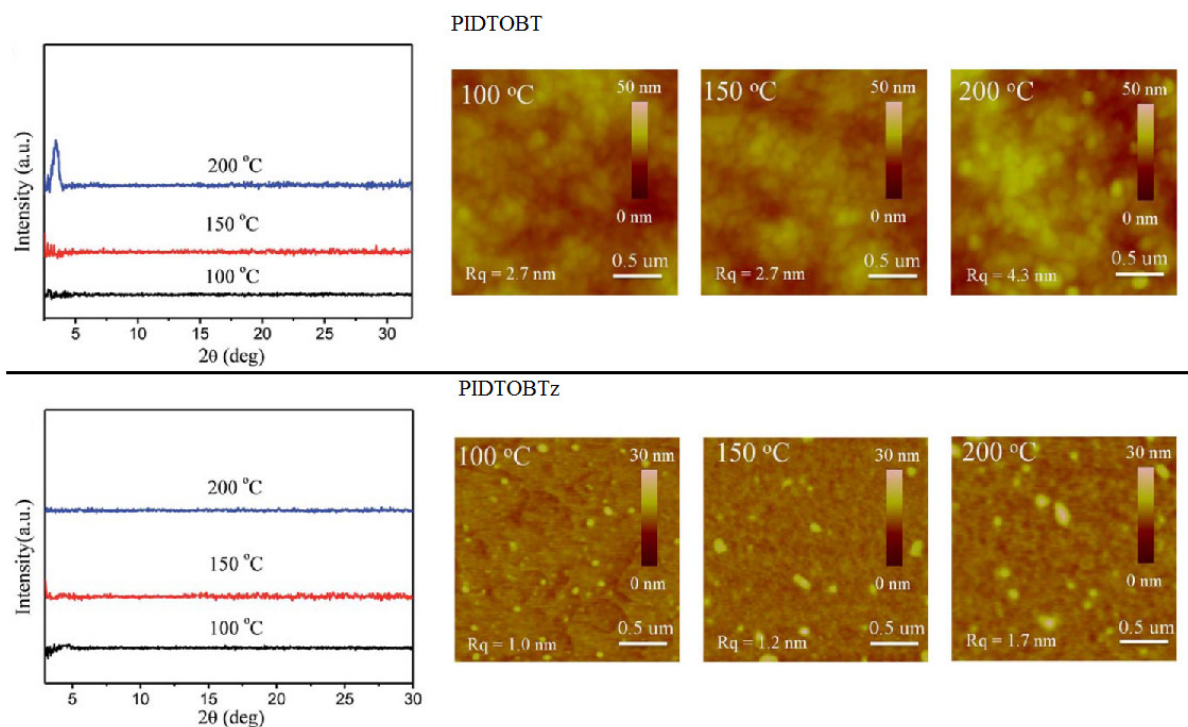 PIDTOBT
Intensity (a.u.)
200 °C
150 °C
100 °C
5 10 15 20 25 30
2θ (deg)
100 °C
50 nm
0 nm
0.5 um
Rq = 2.7 nm
150 °C
50 nm
0 nm
0.5 um
Rq = 2.7 nm
200 °C
50 nm
0 nm
0.5 um
Rq = 4.3 nm
PIDTOBTz
Intensity(a.u.)
200 °C
150 °C
100 °C
5 10 15 20 25 30
2θ (deg)
100 °C
30 nm
0 nm
0.5 um
Rq = 1.0 nm
150 °C
30 nm
0 nm
0.5 um
Rq = 1.2 nm
200 °C
30 nm
0 nm
0.5 um
Rq = 1.7 nm